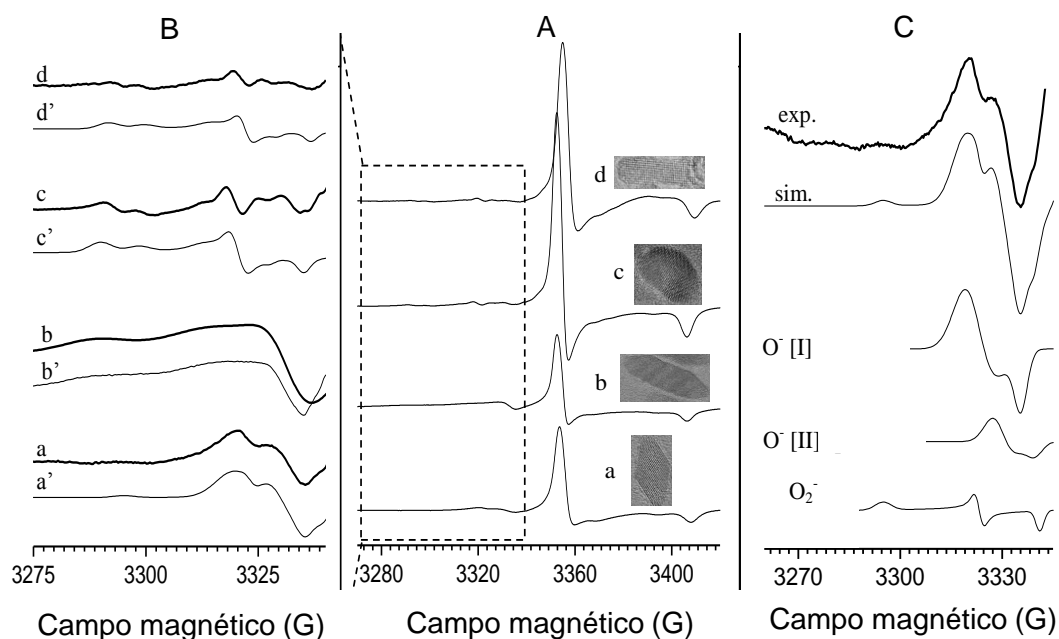 B
A
C
d
d'
c
c'
b
b'
a
a'
3275
3300
3325
Campo magnético (G)
d
c
b
a
3280
3320
3360
3400
Campo magnético (G)
exp.
sim.
O⁻ [I]
O⁻ [II]
O₂⁻
3270
3300
3330
Campo magnético (G)